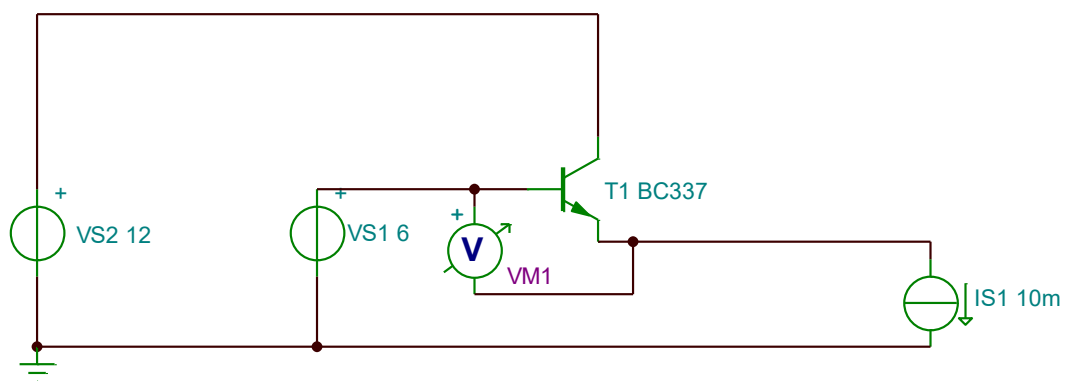 +
VS2 12
+
VS1 6
+
V
VM1
T1 BC337
IS1 10m